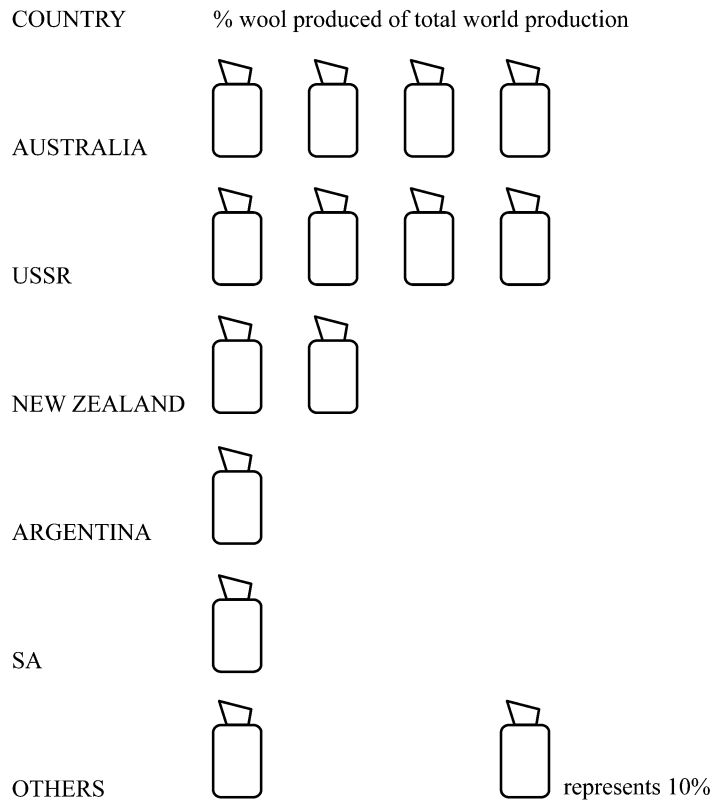 COUNTRY % wool produced of total world production
AUSTRALIA
USSR
NEW ZEALAND
ARGENTINA
SA
OTHERS represents 10%